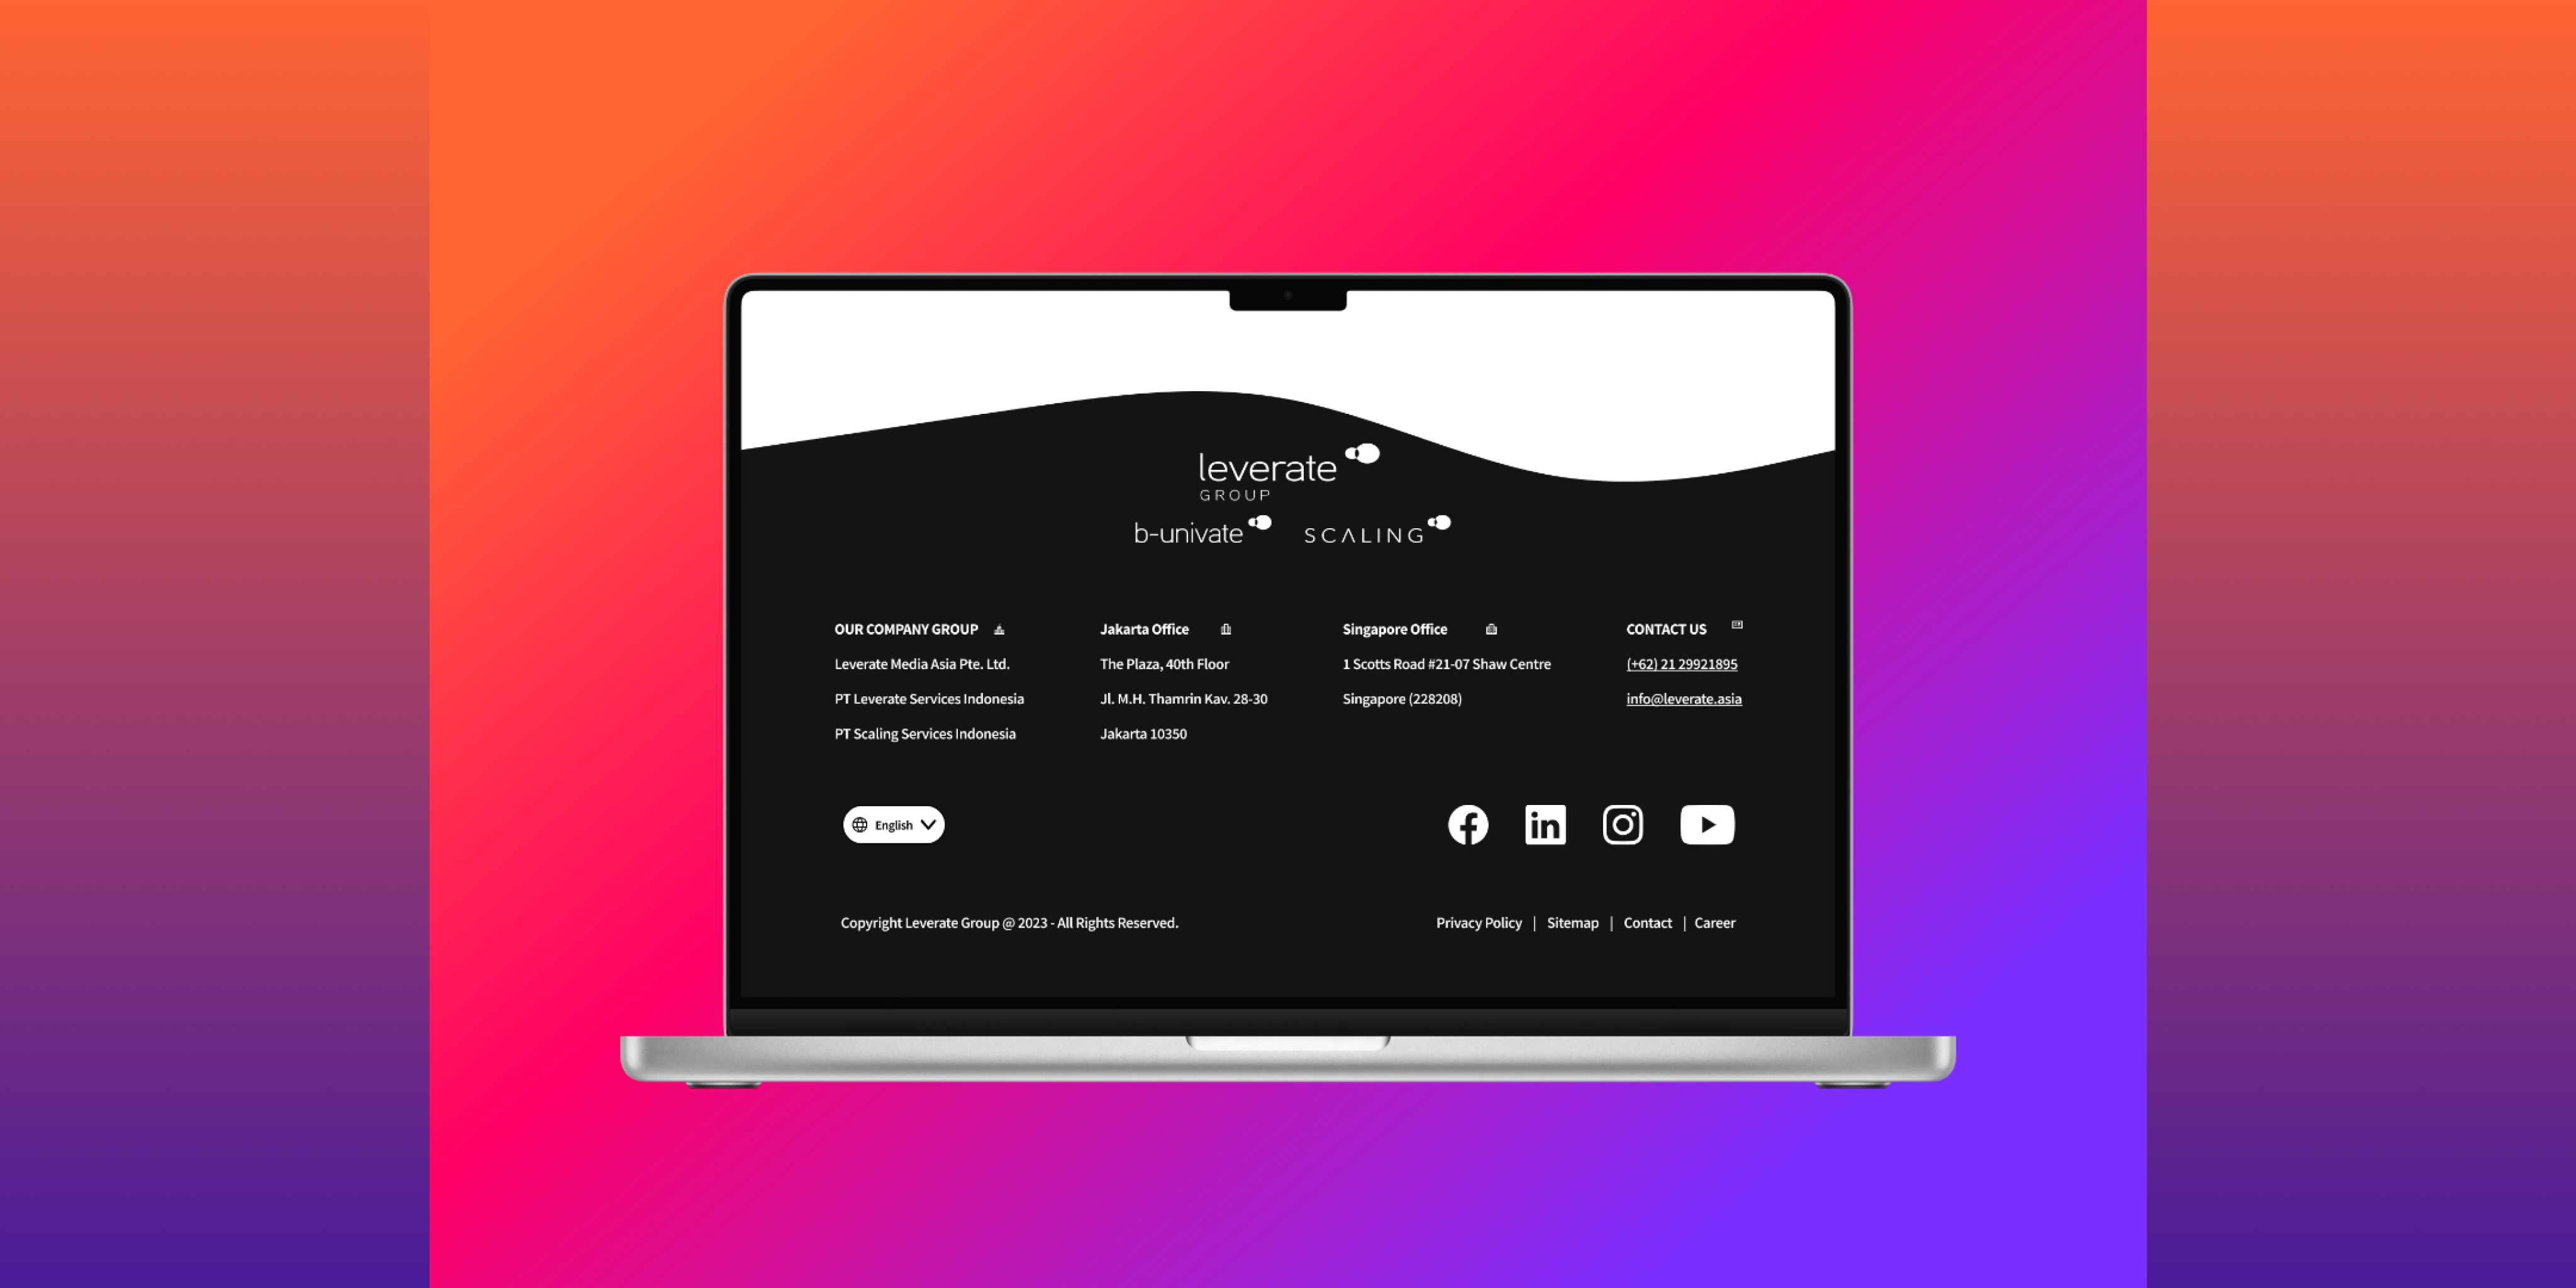 leverate
GROUP
b-univate
SCALING
OUR COMPANY GROUP
Leverate Media Asia Pte. Ltd.
PT Leverate Services Indonesia
PT Scaling Services Indonesia
Jakarta Office
The Plaza, 40th Floor
Jl. M.H. Thamrin Kav. 28-30
Jakarta 10350
Singapore Office
1 Scotts Road #21-07 Shaw Centre
Singapore (228208)
CONTACT US
(+62) 21 29921895
info@leverate.asia
English
Copyright Leverate Group @ 2023 - All Rights Reserved.
Privacy Policy | Sitemap | Contact | Career